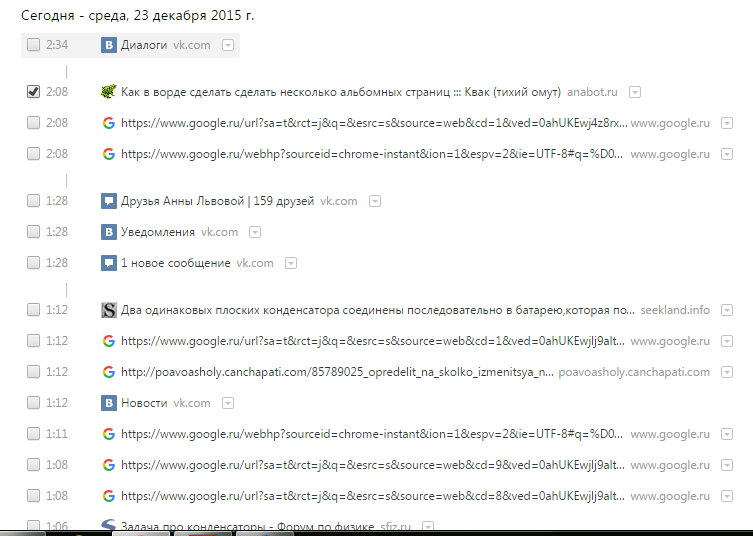 Сегодня - среда, 23 декабря 2015 г.
2:34 Диалоги vk.com
2:08 Как в ворде сделать сделать несколько альбомных страниц ::: Квак (тихий омут) anabot.ru
2:08 https://www.google.ru/url?sa=t&rct=j&q=&esrc=s&source=web&cd=1&ved=0ahUKEwj4z8rx... www.google.ru
2:08 https://www.google.ru/webhp?sourceid=chrome-instant&ion=1&espv=2&ie=UTF-8#q=%D0... www.google.ru
1:28 Друзья Анны Львовой | 159 друзей vk.com
1:28 Уведомления vk.com
1:28 1 новое сообщение vk.com
1:12 Два одинаковых плоских конденсатора соединены последовательно в батарею,которая по... seekland.info
1:12 https://www.google.ru/url?sa=t&rct=j&q=&esrc=s&source=web&cd=1&ved=0ahUKEwjlj9alt... www.google.ru
1:12 http://poavoasholy.canchapati.com/85789025_opredelit_na_skolko_izmenitsya_n... poavoasholy.canchapati.com
1:12 Новости vk.com
1:11 https://www.google.ru/webhp?sourceid=chrome-instant&ion=1&espv=2&ie=UTF-8#q=%D0... www.google.ru
1:08 https://www.google.ru/url?sa=t&rct=j&q=&esrc=s&source=web&cd=9&ved=0ahUKEwjlj9alt... www.google.ru
1:08 https://www.google.ru/url?sa=t&rct=j&q=&esrc=s&source=web&cd=8&ved=0ahUKEwjlj9alt... www.google.ru
1:06 Задача про конденсаторы - Форум по физике sfiz.ru